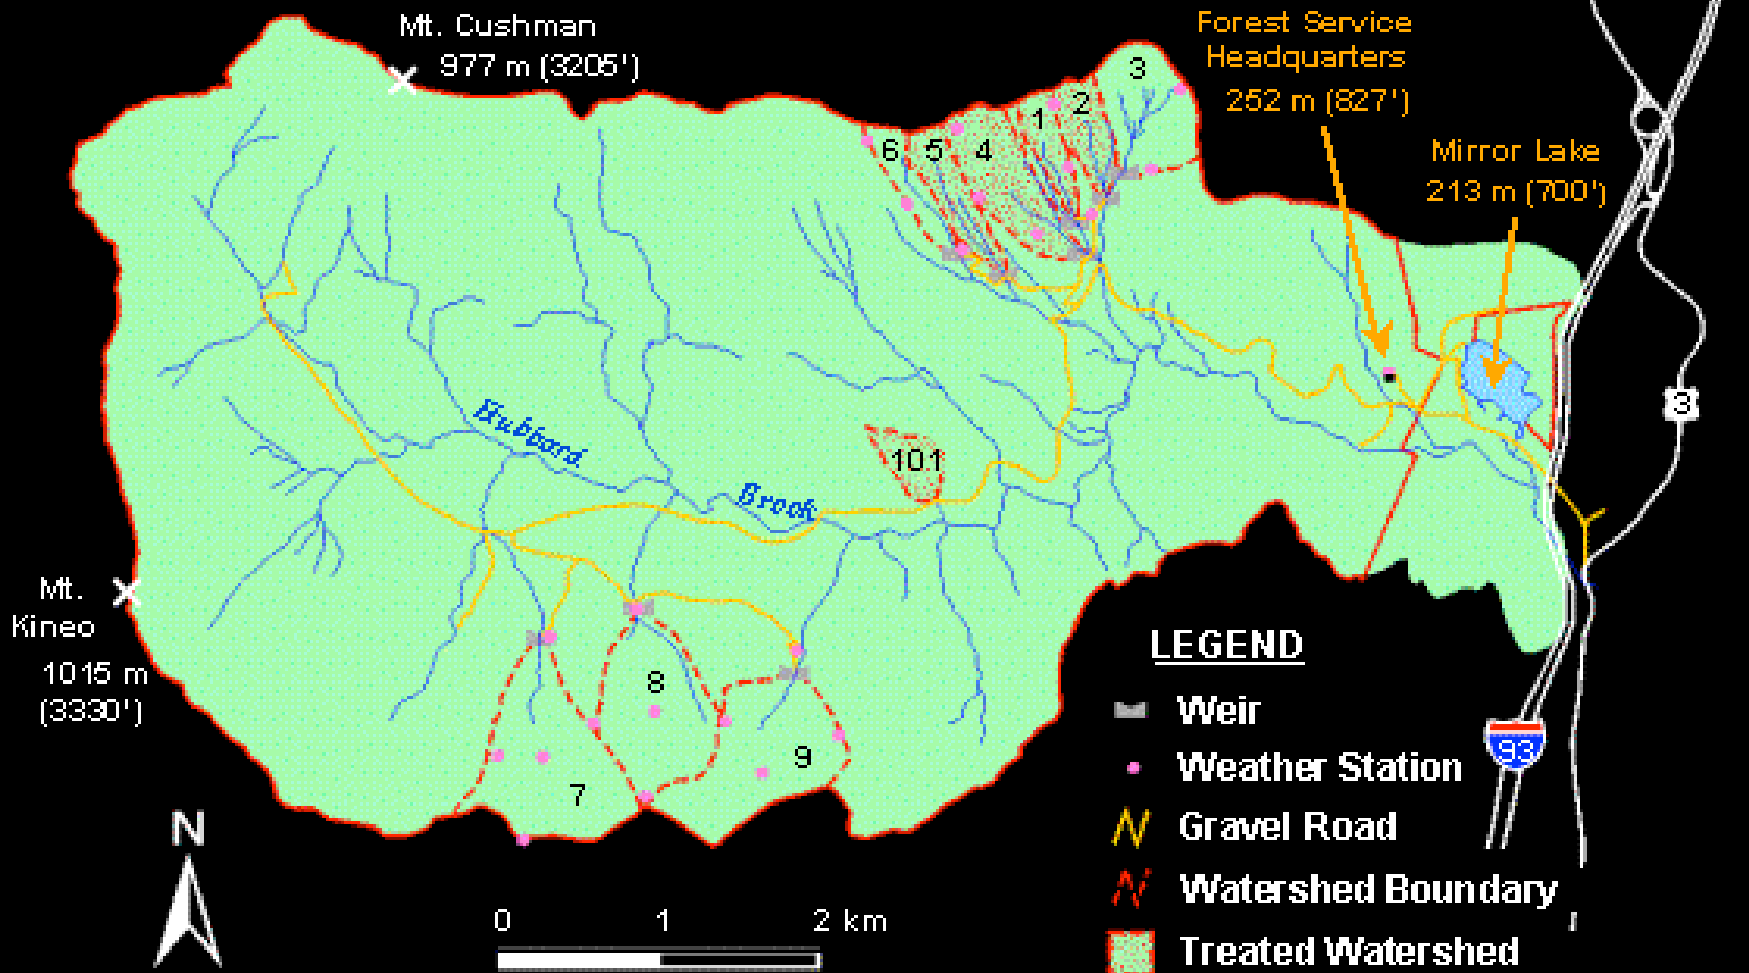 Mt. Cushman
977 m (3205')
Forest Service
Headquarters
252 m (827')
Mirror Lake
213 m (700')
3
2
1
6
5
4
3
Hubbard
101
Brook
Mt.
Kineo
1015 m
(3330')
8
9
7
LEGEND
Weir
93
Weather Station
Gravel Road
Watershed Boundary
Treated Watershed
N
0 1 2 km